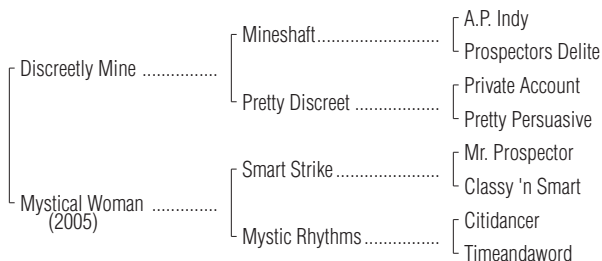 A.P. Indy
Mineshaft..............................
Prospectors Delite
Discreetly Mine ...............
Private Account
Pretty Discreet ....................
Pretty Persuasive
Mr. Prospector
Smart Strike .........................
Classy 'n Smart
Mystical Woman .............
(2005)
Citidancer
Mystic Rhythms..................
Timeandaword